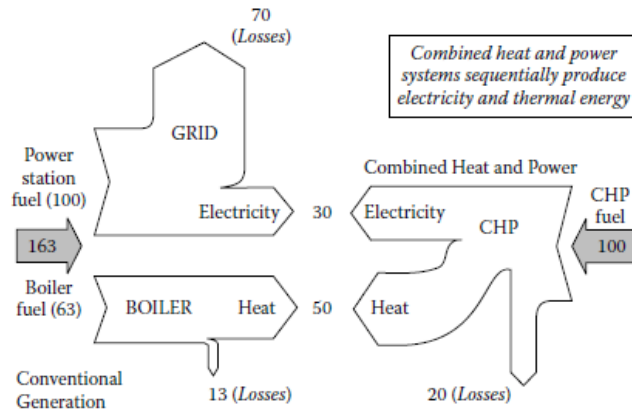 70
(Losses)
Combined heat and power
systems sequentially produce
electricity and thermal energy
GRID
Power
station
fuel (100)
Combined Heat and Power
CHP
fuel
Electricity
30
Electricity
CHP
163
100
Boiler
fuel (63)
BOILER
Heat
50
Heat
Conventional
Generation
13 (Losses)
20 (Losses)